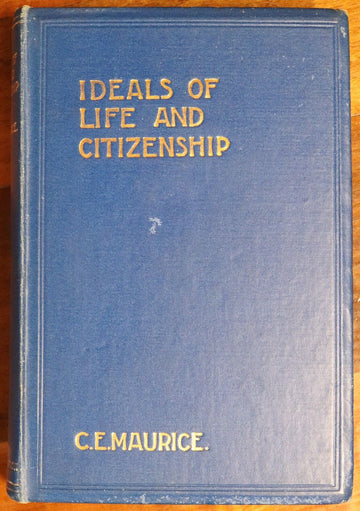 IDEALS OF
LIFE AND
CITIZENSHIP
C.E.MAURICE.